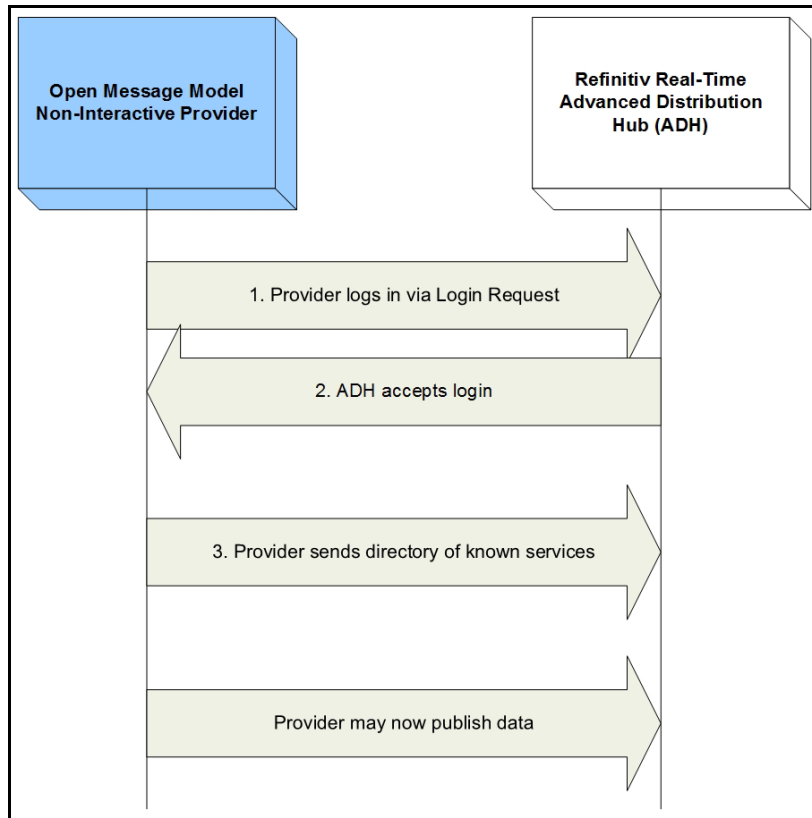 Open Message Model
Non-Interactive Provider
Refinitiv Real-Time
Advanced Distribution
Hub (ADH)
1. Provider logs in via Login Request
2. ADH accepts login
3. Provider sends directory of known services
Provider may now publish data